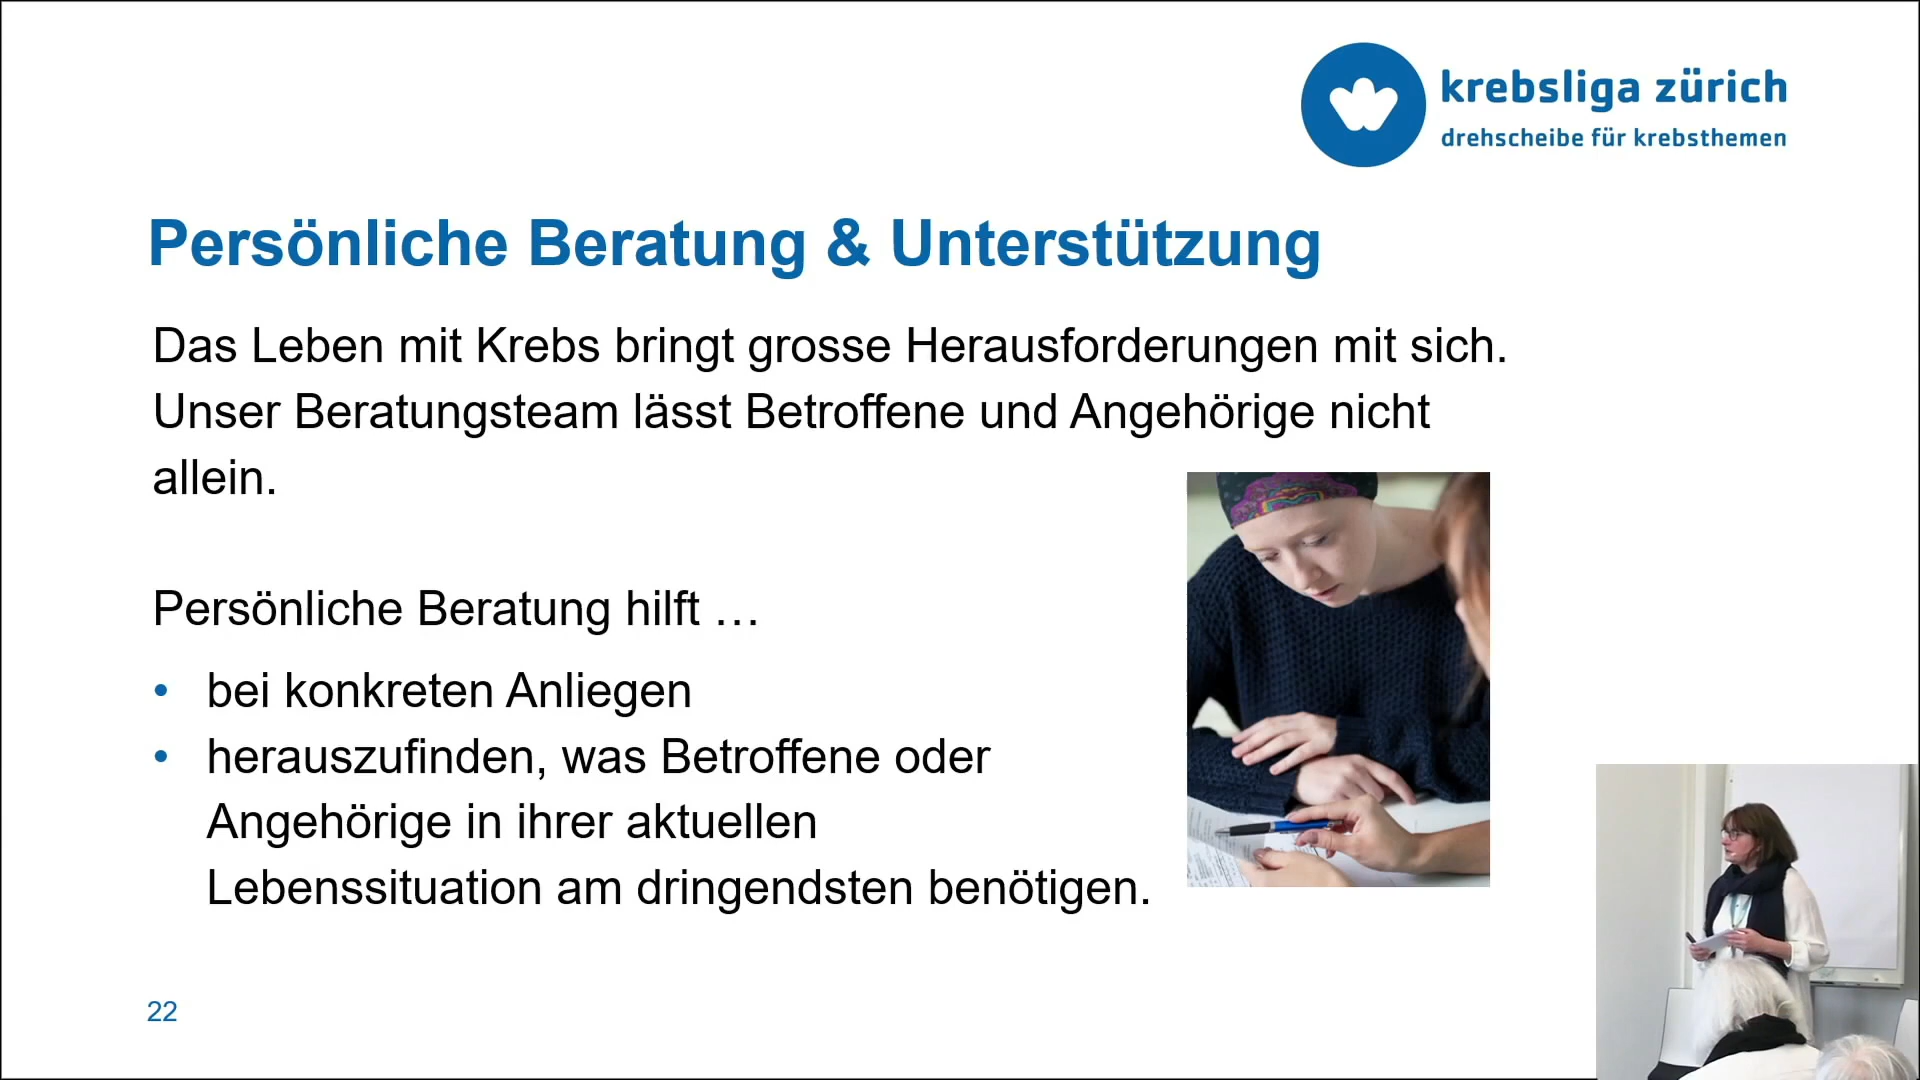 krebsliga zürich
drehscheibe für krebsthemen
Persönliche Beratung & Unterstützung
Das Leben mit Krebs bringt grosse Herausforderungen mit sich.
Unser Beratungsteam lässt Betroffene und Angehörige nicht
allein.
Persönliche Beratung hilft …
• bei konkreten Anliegen
• herauszufinden, was Betroffene oder
Angehörige in ihrer aktuellen
Lebenssituation am dringendsten benötigen.
22